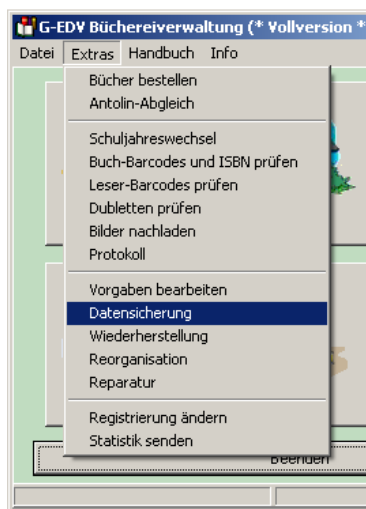 G-EDV Büchereiverwaltung (* Vollversion *
Datei Extras Handbuch Info
Bücher bestellen
Antolin-Abgleich
Schuljahreswechsel
Buch-Barcodes und ISBN prüfen
Leser-Barcodes prüfen
Dubletten prüfen
Bilder nachladen
Protokoll
Vorgaben bearbeiten
Datensicherung
Wiederherstellung
Reorganisation
Reparatur
Registrierung ändern
Statistik senden
Beenden